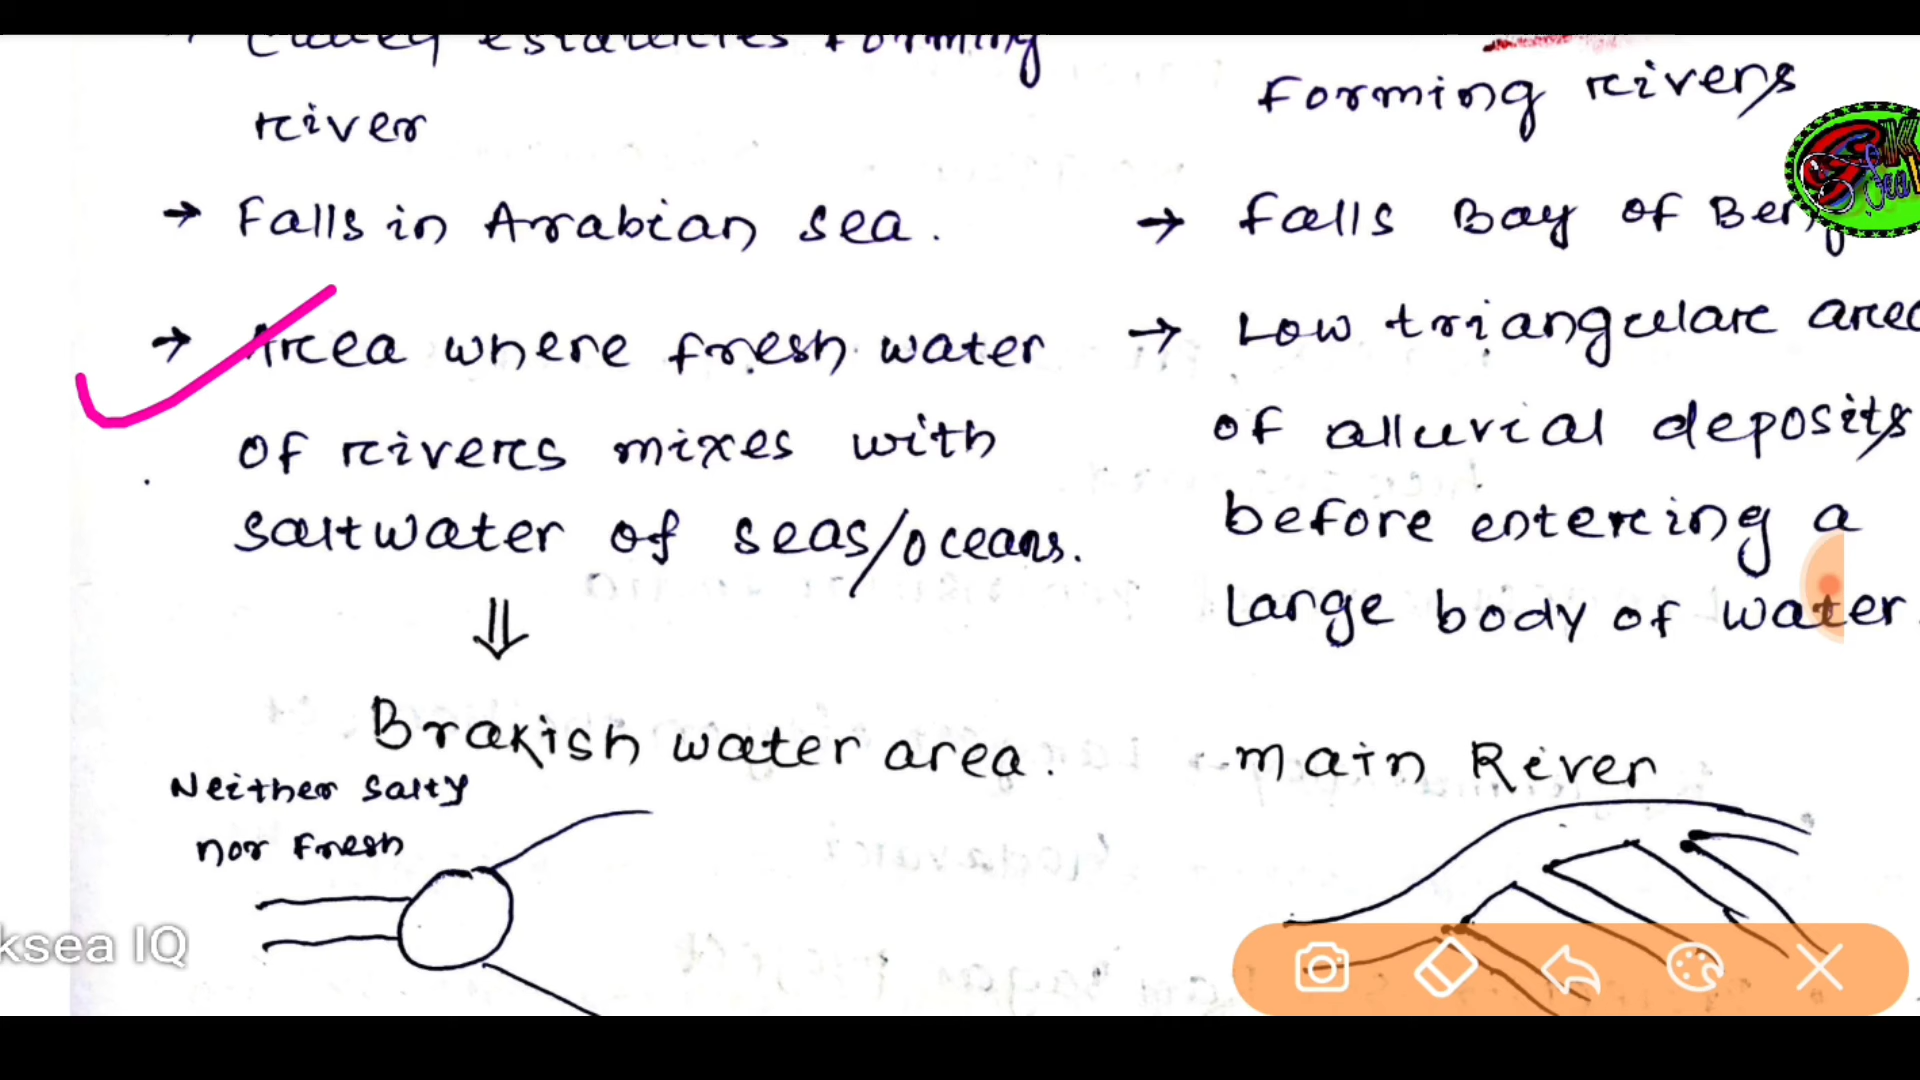 forming
river
→ Falls in Arabian sea.
→ Area where fresh water
of rivers mixes with
saltwater of seas/oceans.
⇓
Brakish water area.
Neither salty
nor fresh
forming rivers
→ falls Bay of
→ Low triangular area
of alluvial deposits
before entering a
large body of water.
main River
ksea IQ